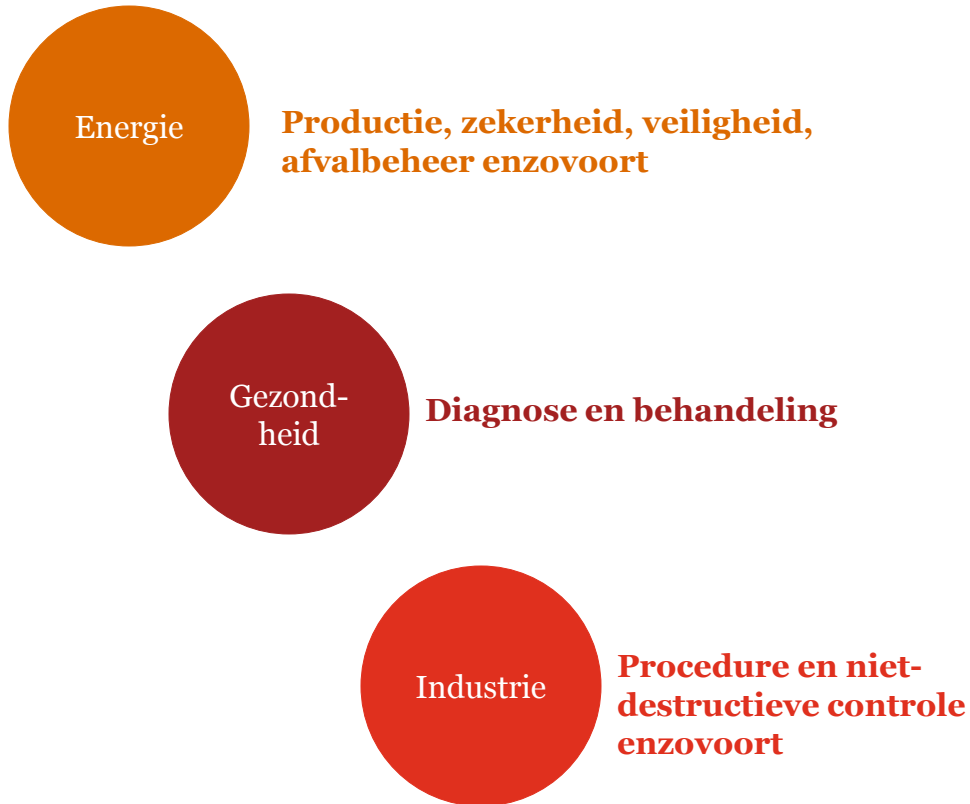 Energie
Productie, zekerheid, veiligheid,
afvalbeheer enzovoort
Gezond-
heid
Diagnose en behandeling
Industrie
Procedure en niet-
destructieve controle
enzovoort